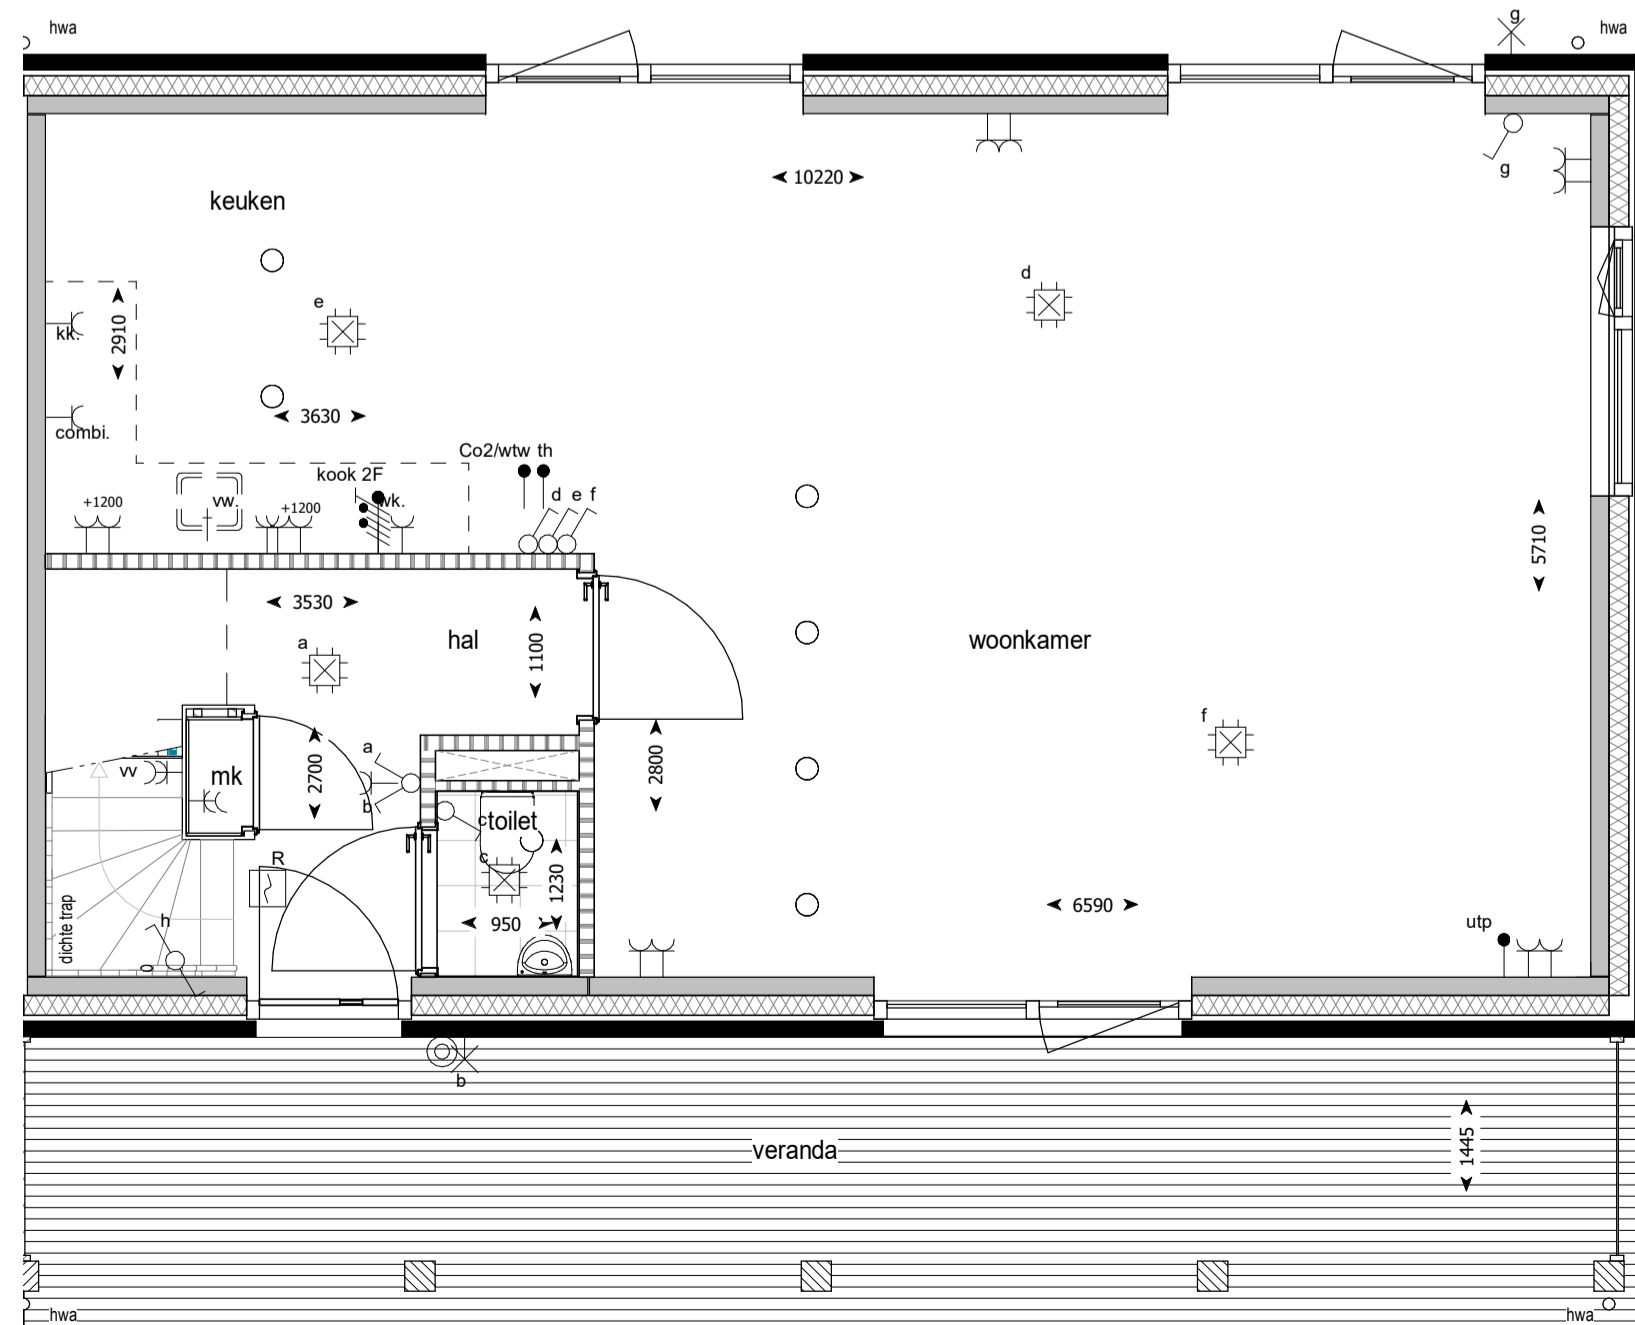 hwa
g
hwa
10220
g
keuken
d
e
kk.
2910
3630
combi.
Co2/wtw th
kook 2F
+1200
vw.
+1200
wk.
d e f
5710
3530
hal
1100
woonkamer
a
f
a
vv
mk
2700
b
2800
c
toilet
R
c
1230
6590
950
dichte trap
h
utp
b
veranda
1445
hwa
hwa